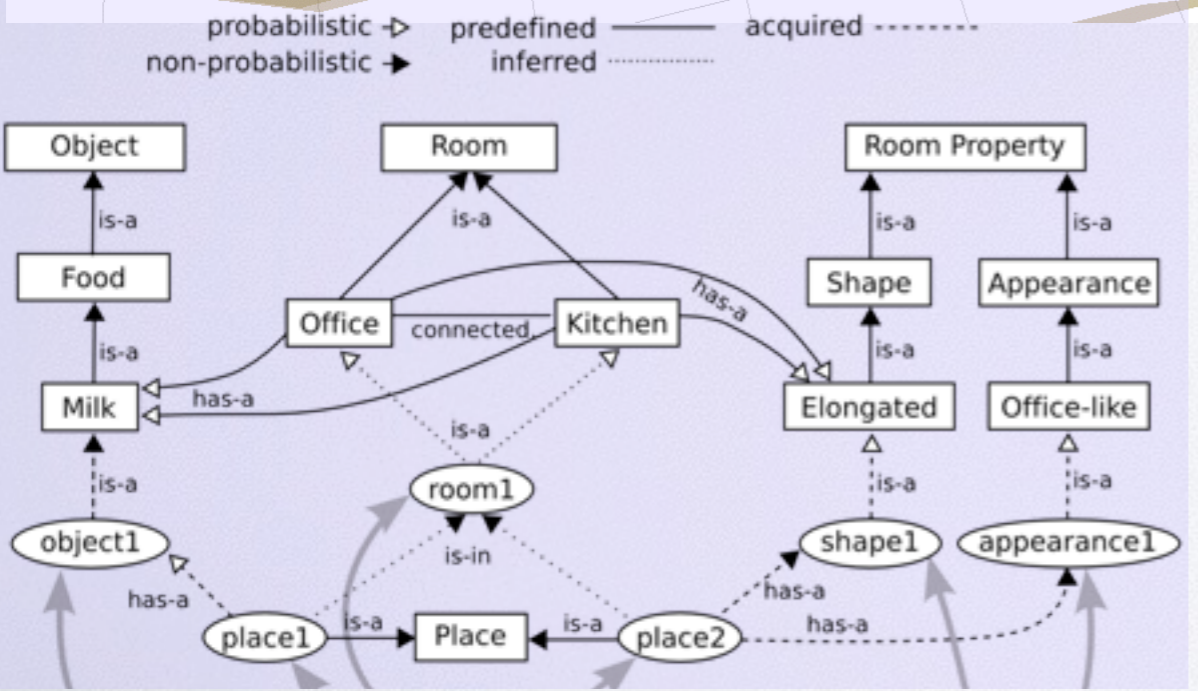 probabilistic predefined acquired
non-probabilistic inferred
Object Room Room Property
is-a is-a is-a is-a
Food Shape Appearance
has-a
Office connected Kitchen
is-a is-a is-a
has-a
Milk Elongated Office-like
is-a
is-a is-a is-a
room1
object1 shape1 appearance1
is-in
has-a has-a
is-a is-a has-a
place1 Place place2